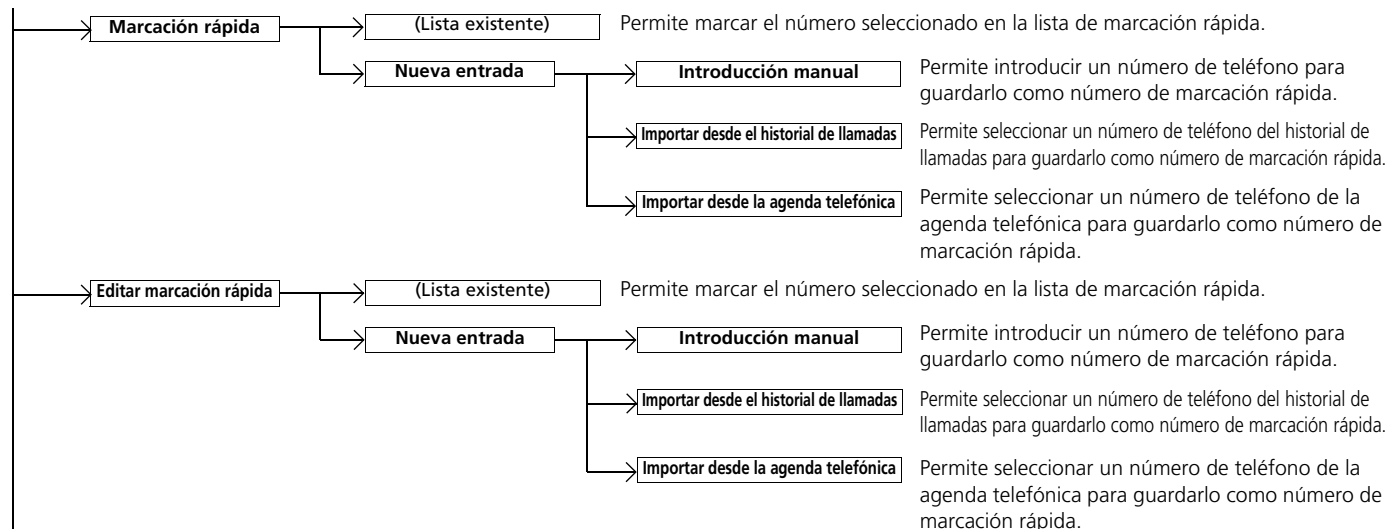 Marcación rápida
(Lista existente)
Permite marcar el número seleccionado en la lista de marcación rápida.
Nueva entrada
Introducción manual
Permite introducir un número de teléfono para
guardarlo como número de marcación rápida.
Importar desde el historial de llamadas
Permite seleccionar un número de teléfono del historial de
llamadas para guardarlo como número de marcación rápida.
Importar desde la agenda telefónica
Permite seleccionar un número de teléfono de la
agenda telefónica para guardarlo como número de
marcación rápida.
Editar marcación rápida
(Lista existente)
Permite marcar el número seleccionado en la lista de marcación rápida.
Nueva entrada
Introducción manual
Permite introducir un número de teléfono para
guardarlo como número de marcación rápida.
Importar desde el historial de llamadas
Permite seleccionar un número de teléfono del historial de
llamadas para guardarlo como número de marcación rápida.
Importar desde la agenda telefónica
Permite seleccionar un número de teléfono de la
agenda telefónica para guardarlo como número de
marcación rápida.